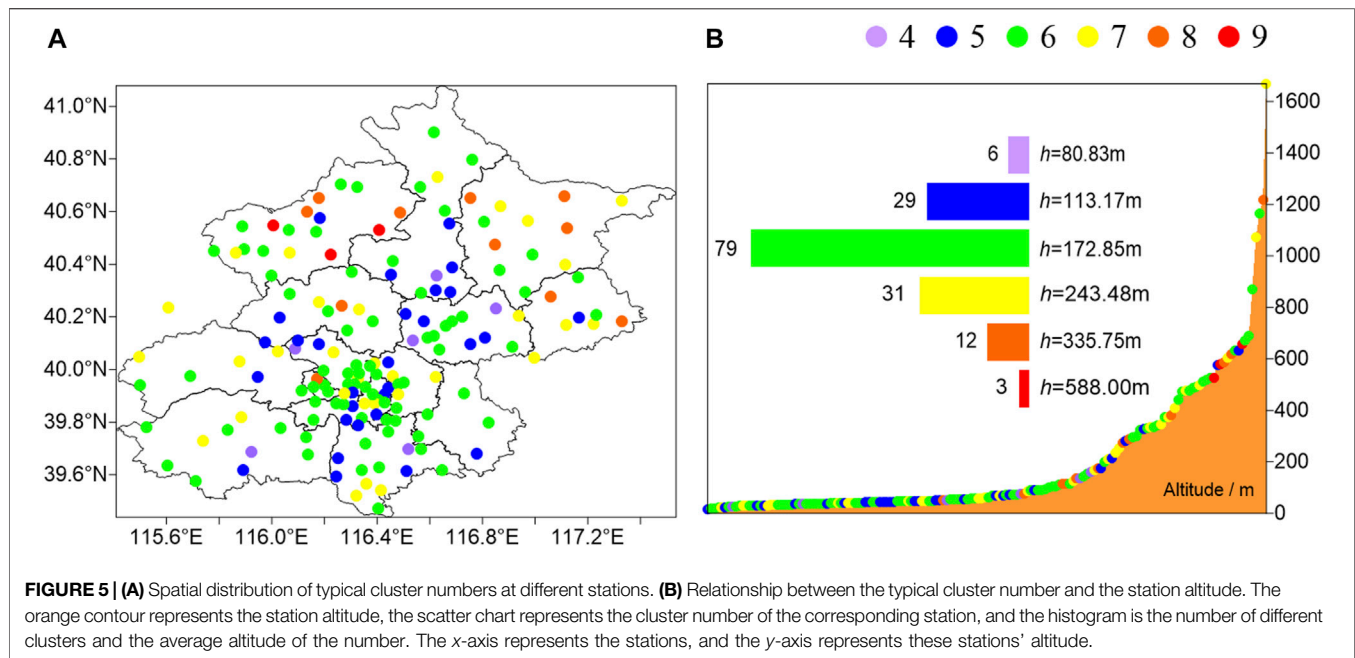 A
B
4 5 6 7 8 9
41.0°N
40.8°N
40.6°N
40.4°N
40.2°N
40.0°N
39.8°N
39.6°N
115.6°E 116.0°E 116.4°E 116.8°E 117.2°E
6 h=80.83m
29 h=113.17m
79 h=172.85m
31 h=243.48m
12 h=335.75m
3 h=588.00m
1600
1400
1200
1000
800
600
400
200
0
Altitude / m
FIGURE 5 | (A) Spatial distribution of typical cluster numbers at different stations. (B) Relationship between the typical cluster number and the station altitude. The
orange contour represents the station altitude, the scatter chart represents the cluster number of the corresponding station, and the histogram is the number of different
clusters and the average altitude of the number. The x-axis represents the stations, and the y-axis represents these stations' altitude.